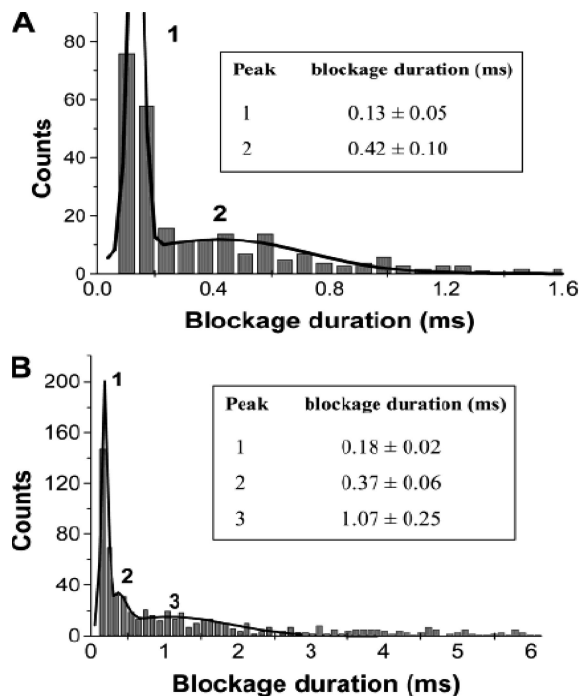 A
1
80
60
40
20
0
Counts
Peak blockage duration (ms)
1 0.13 ± 0.05
2 0.42 ± 0.10
2
0.0 0.4 0.8 1.2 1.6
Blockage duration (ms)
B
1
200
160
120
80
40
0
Counts
Peak blockage duration (ms)
1 0.18 ± 0.02
2 0.37 ± 0.06
3 1.07 ± 0.25
2
3
0 1 2 3 4 5 6
Blockage duration (ms)